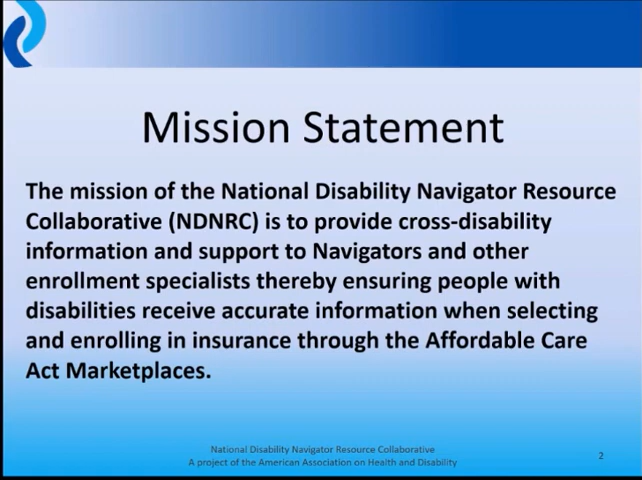 Mission Statement
The mission of the National Disability Navigator Resource
Collaborative (NDNRC) is to provide cross-disability
information and support to Navigators and other
enrollment specialists thereby ensuring people with
disabilities receive accurate information when selecting
and enrolling in insurance through the Affordable Care
Act Marketplaces.
National Disability Navigator Resource Collaborative
A project of the American Association on Health and Disability
2